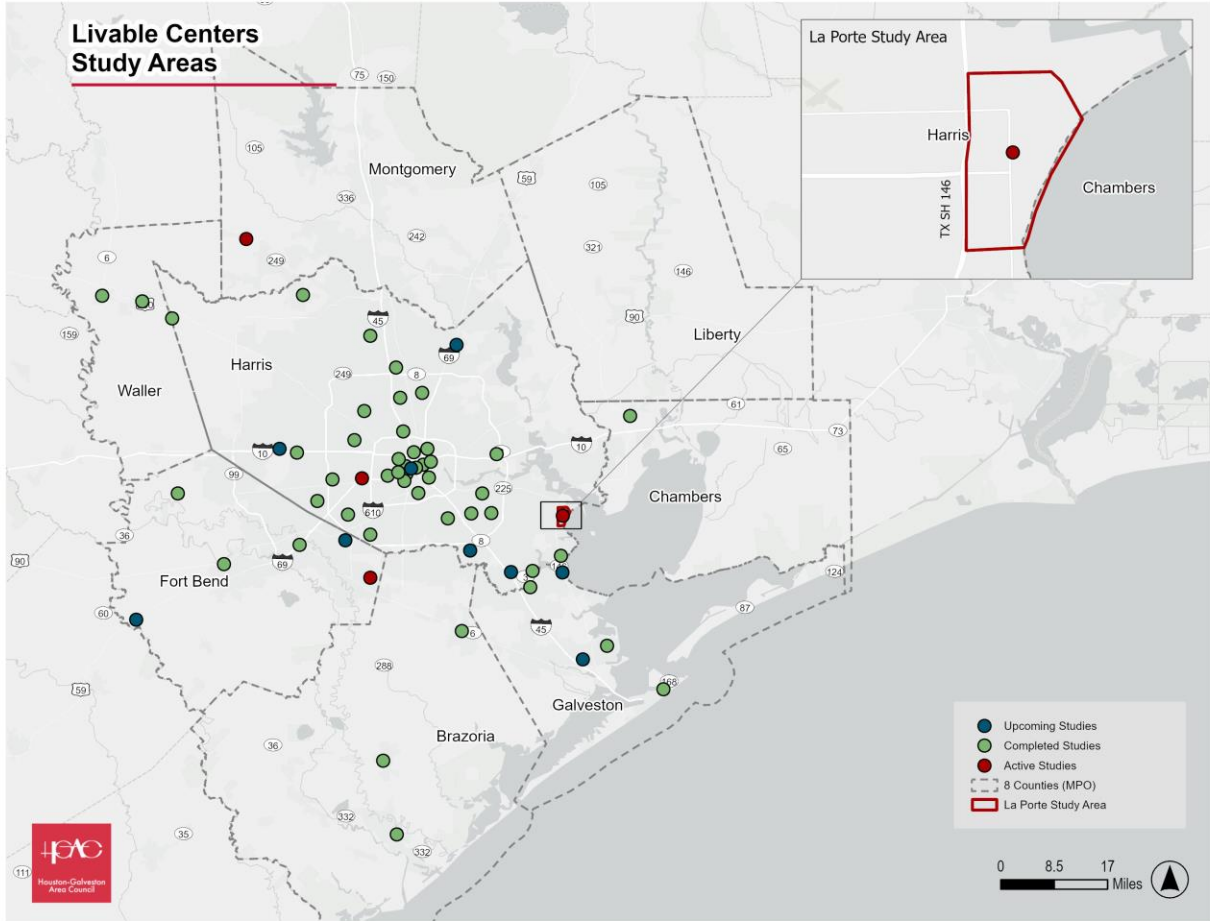 Livable Centers
Study Areas
La Porte Study Area
Harris
Chambers
TX SH 146
75
150
105
Montgomery
59
105
336
321
242
6
249
146
90
159
45
Liberty
69
Harris
249
8
Waller
61
73
10
10
65
99
225
Chambers
610
36
8
90
69
Fort Bend
124
60
87
45
6
288
59
168
Galveston
36
Brazoria
332
35
332
111
Upcoming Studies
Completed Studies
Active Studies
8 Counties (MPO)
La Porte Study Area
H-GAC
Houston-Galveston
Area Council
0
8.5
17
Miles